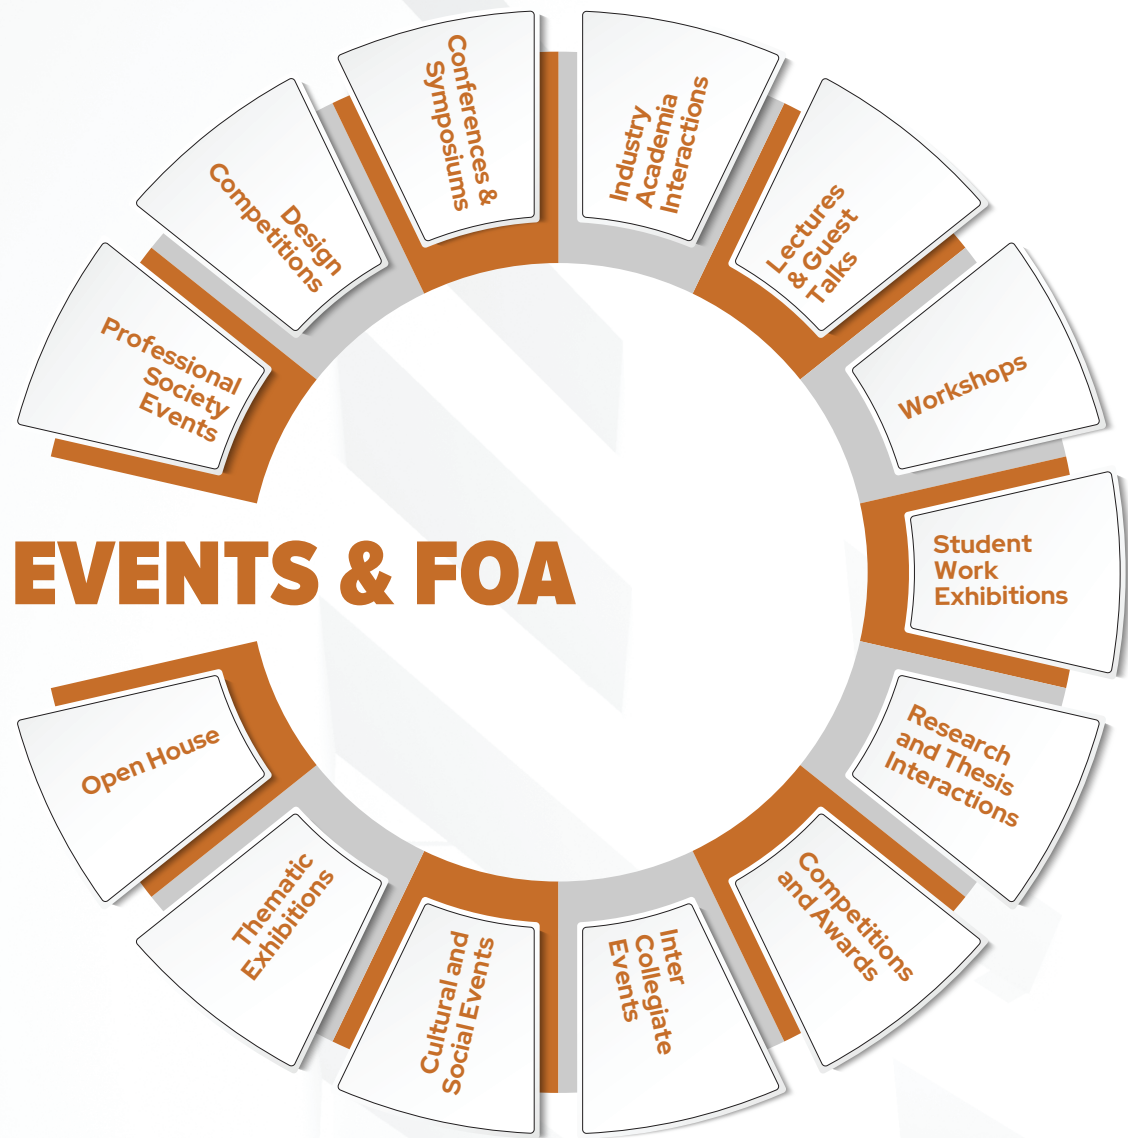 Conferences &
Symposiums
Industry
Academia
Interactions
Lectures
& Guest
Talks
Workshops
Student
Work
Exhibitions
Research
and Thesis
Interactions
Competitions
and Awards
Inter
Collegiate
Events
Cultural and
Social Events
Thematic
Exhibitions
Open House
EVENTS & FOA
Professional
Society
Events
Design
Competitions